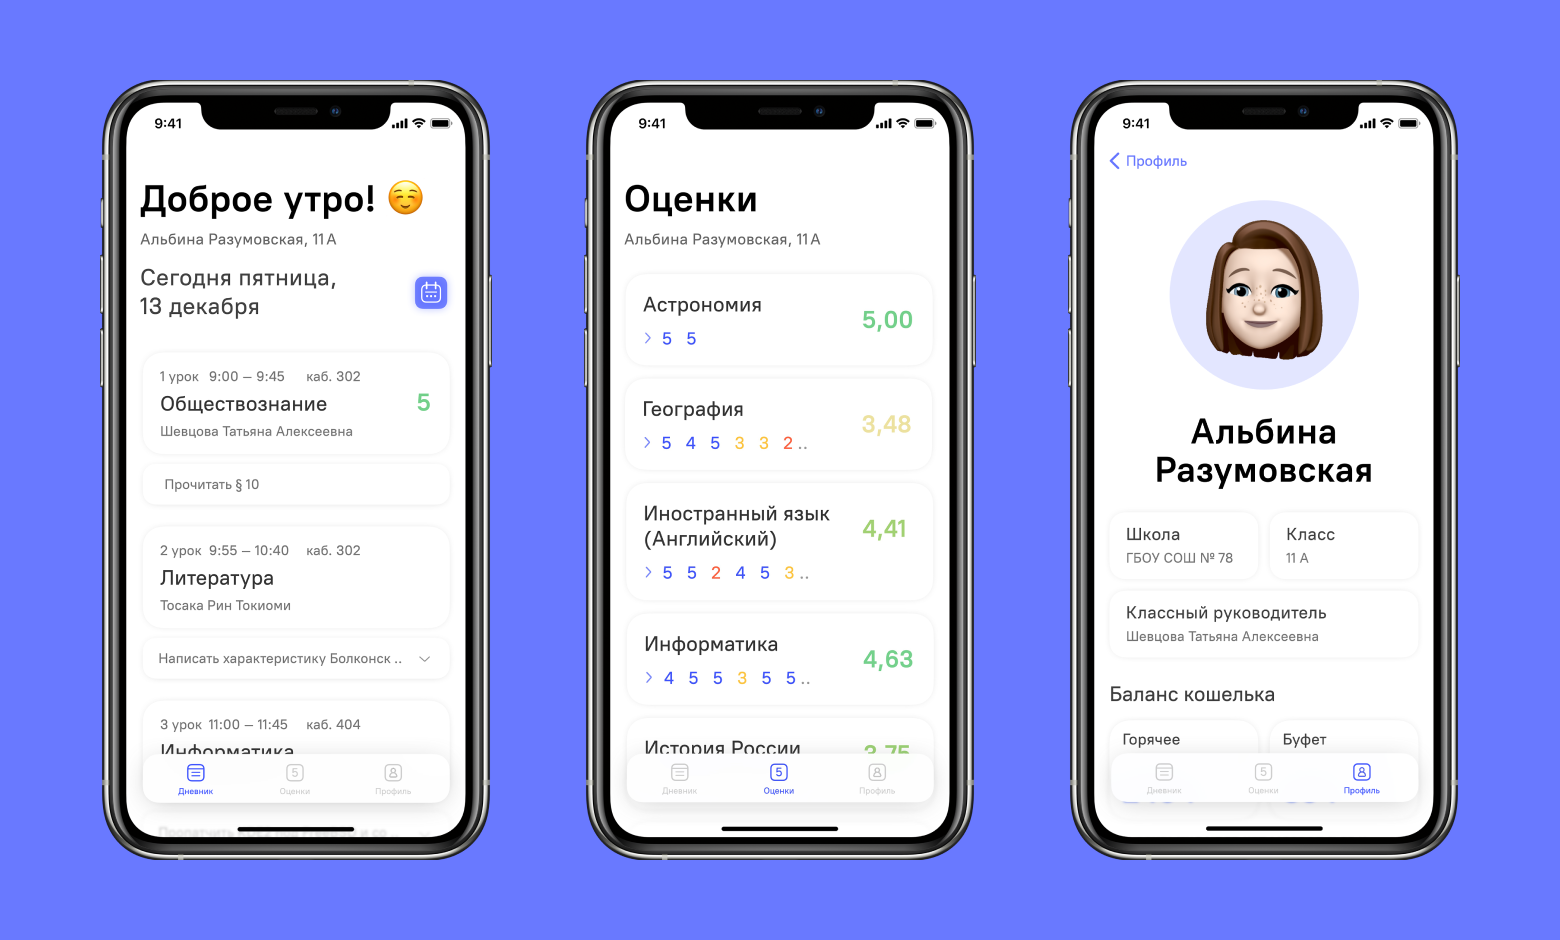 9:41
Доброе утро!
Альбина Разумовская, 11 А
Сегодня пятница,
13 декабря
1 урок 9:00 – 9:45 каб. 302
Обществознание
5
Шевцова Татьяна Алексеевна
Прочитать § 10
2 урок 9:55 – 10:40 каб. 302
Литература
Тосака Рин Токиоми
Написать характеристику Болконск ..
3 урок 11:00 – 11:45 каб. 404
Информатика
5
Дневник Оценки Профиль
9:41
Оценки
Альбина Разумовская, 11 А
Астрономия
5,00
5 5
География
3,48
5 4 5 3 3 2 ..
Иностранный язык
(Английский)
4,41
5 5 2 4 5 3 ..
Информатика
4,63
4 5 5 3 5 5 ..
История России
3,75
5
Дневник Оценки Профиль
9:41
Профиль
Альбина
Разумовская
Школа
ГБОУ СОШ № 78
Класс
11 А
Классный руководитель
Шевцова Татьяна Алексеевна
Баланс кошелька
Горячее
Буфет
5
Дневник Оценки Профиль